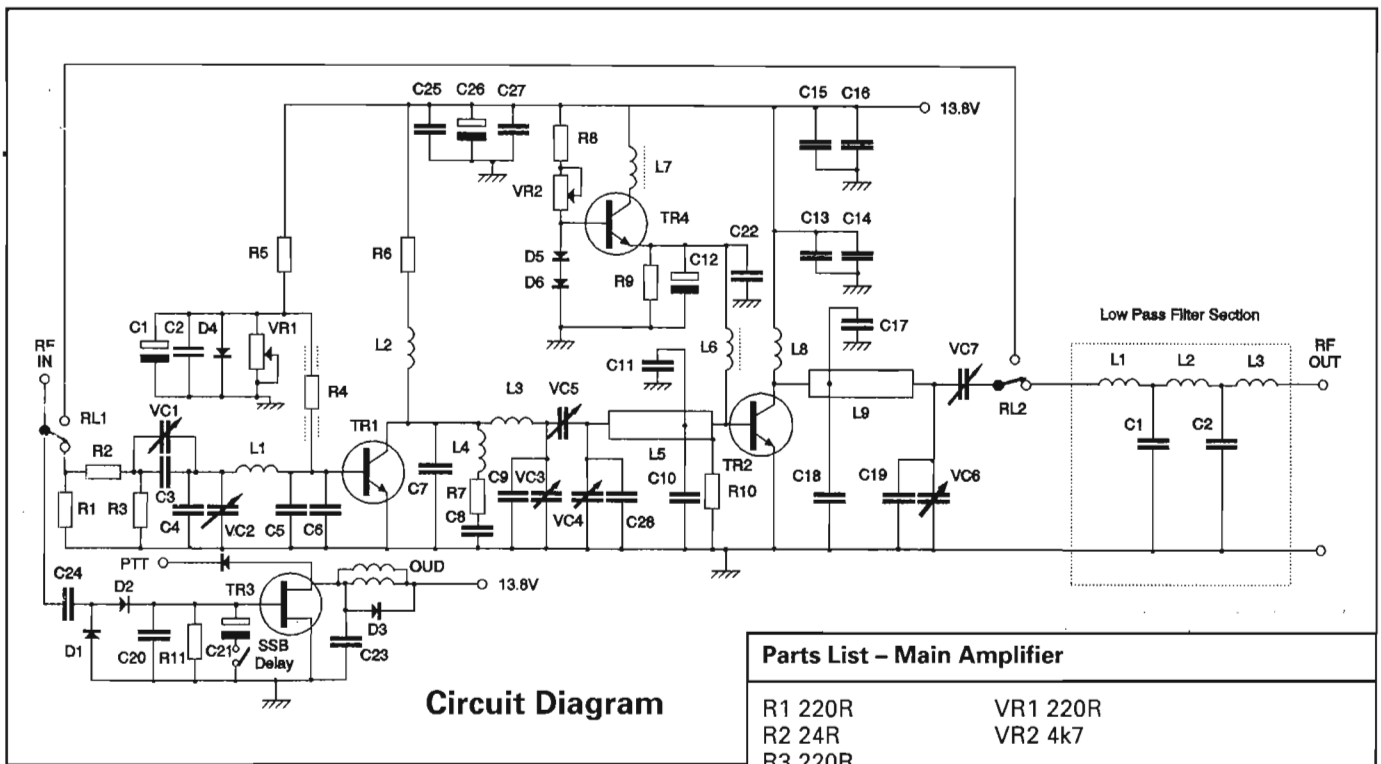 C25 C26 C27
C15 C16
13.8V
R8
L7
VR2
TR4
C13 C14
C22
R5
R6
D5
C12
D6
R9
Low Pass Filter Section
C1 C2 D4
VR1
C17
RF
IN
L2
C11
L6
L8
VC7
L1
L2
L3
RF
OUT
R4
L3
VC5
RL1
VC1
TR1
L9
RL2
R2
L1
L4
L5
TR2
C1
C2
C9
VC3
C10
C18
C19
VC6
C7
R7
R10
R1
R3
C3
C4
VC2
C5
C6
C8
VC4
C28
PTT
OUD
C24
D2
TR3
13.8V
D3
D1
C20
R11
C21
SSB
Delay
C23
Circuit Diagram
Parts List – Main Amplifier
R1 220R VR1 220R
R2 24R VR2 4k7
R3 220R